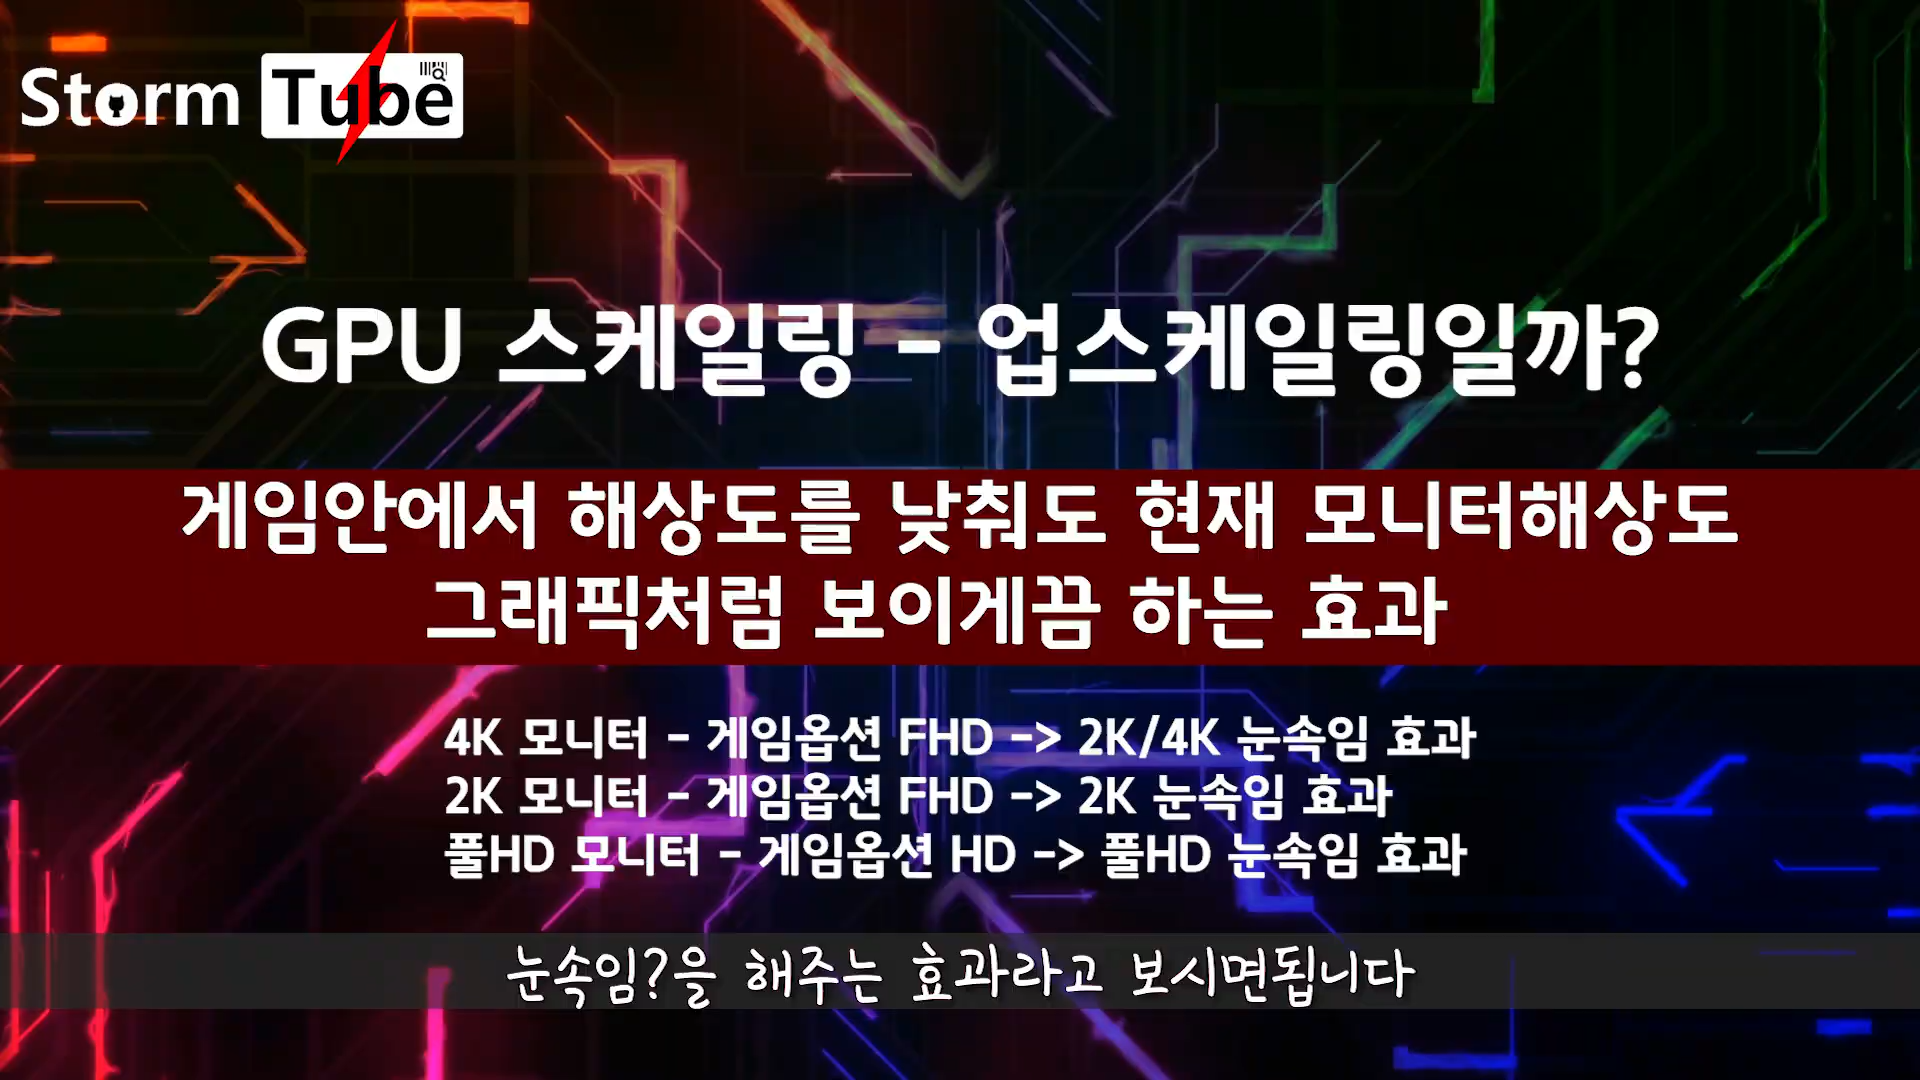 Storm Tube
GPU 스케일링 - 업스케일링일까?
게임안에서 해상도를 낮춰도 현재 모니터해상도
그래픽처럼 보이게끔 하는 효과
4K 모니터 - 게임옵션 FHD -> 2K/4K 눈속임 효과
2K 모니터 - 게임옵션 FHD -> 2K 눈속임 효과
풀HD 모니터 - 게임옵션 HD -> 풀HD 눈속임 효과
눈속임?을 해주는 효과라고 보시면됩니다